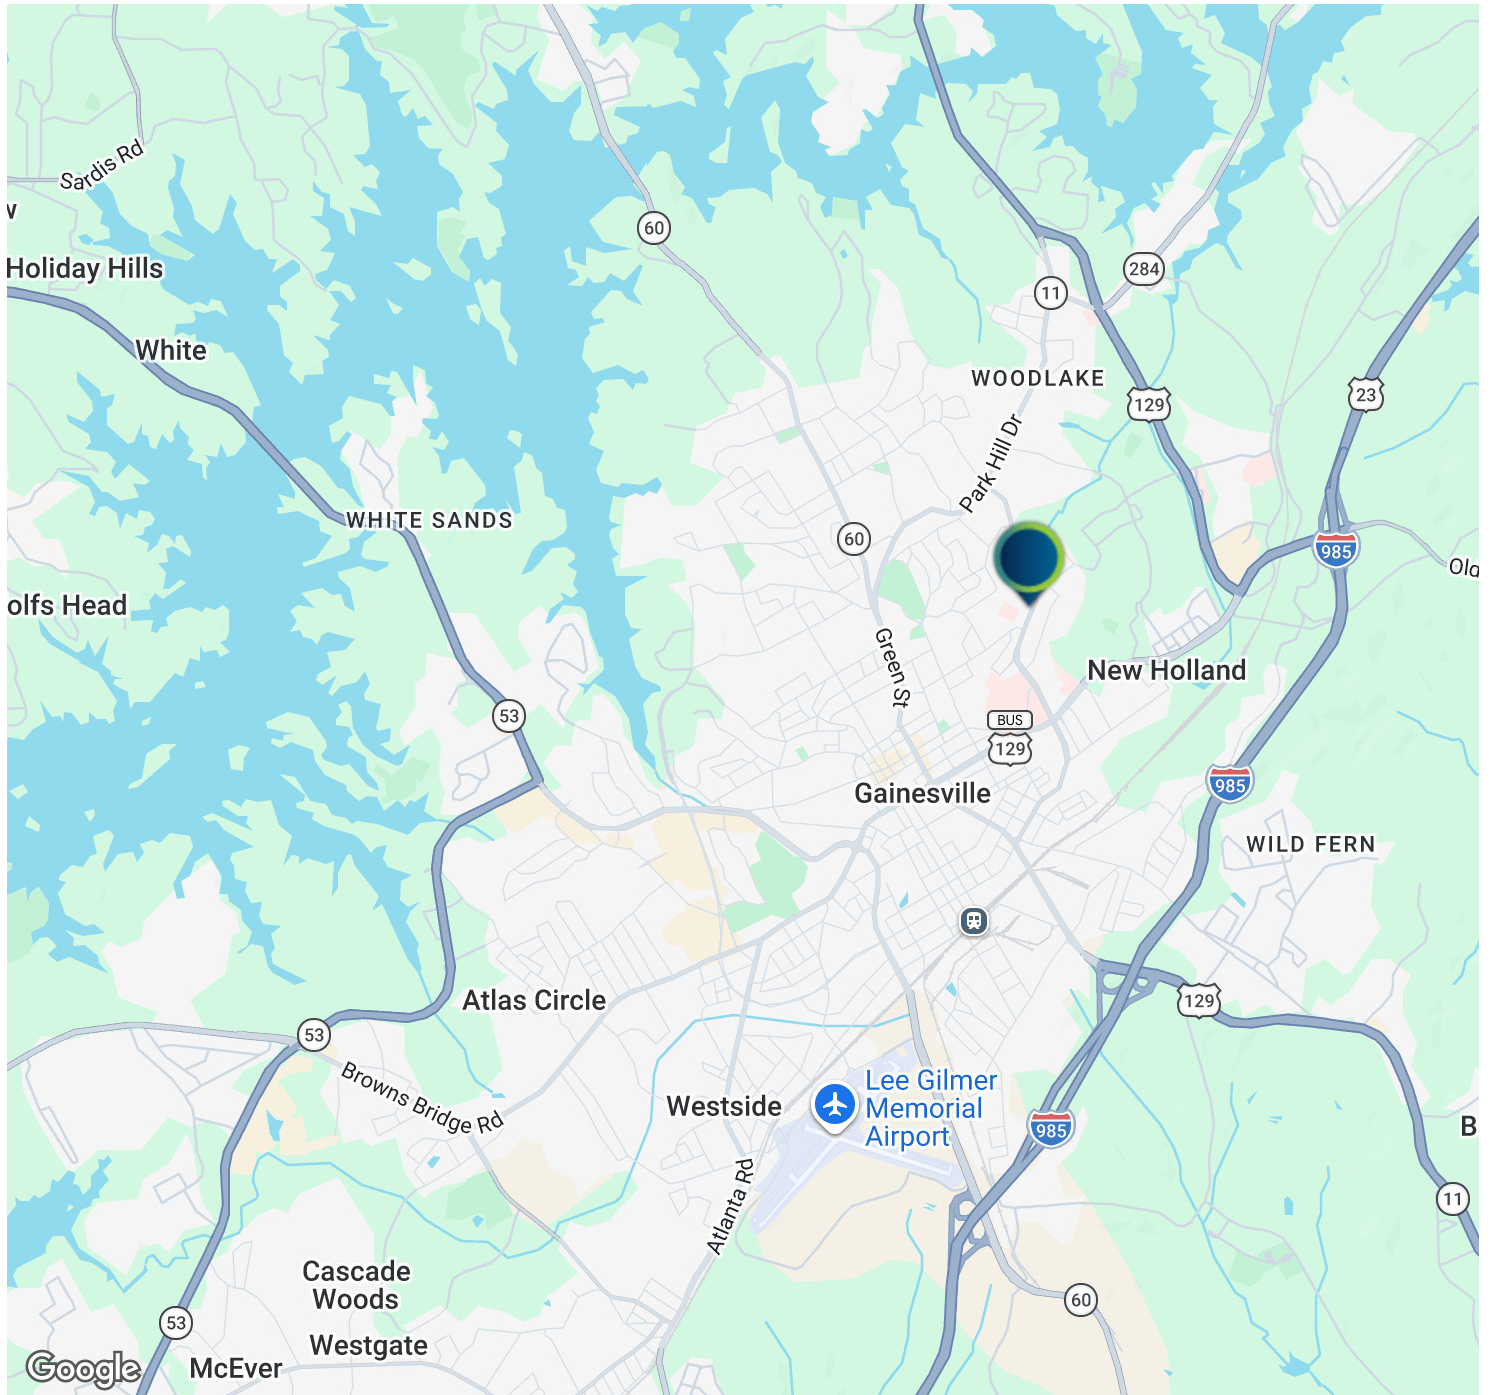 Sardis Rd
w
60
Holiday Hills
284
11
White
WOODLAKE
23
129
Park Hill Dr
WHITE SANDS
60
985
Old
olfs Head
Green St
New Holland
53
BUS
129
985
Gainesville
WILD FERN
Atlas Circle
129
53
Browns Bridge Rd
Westside
Lee Gilmer
Memorial
Airport
985
B
Atlanta Rd
11
Cascade
Woods
60
53
Westgate
Google
McEver